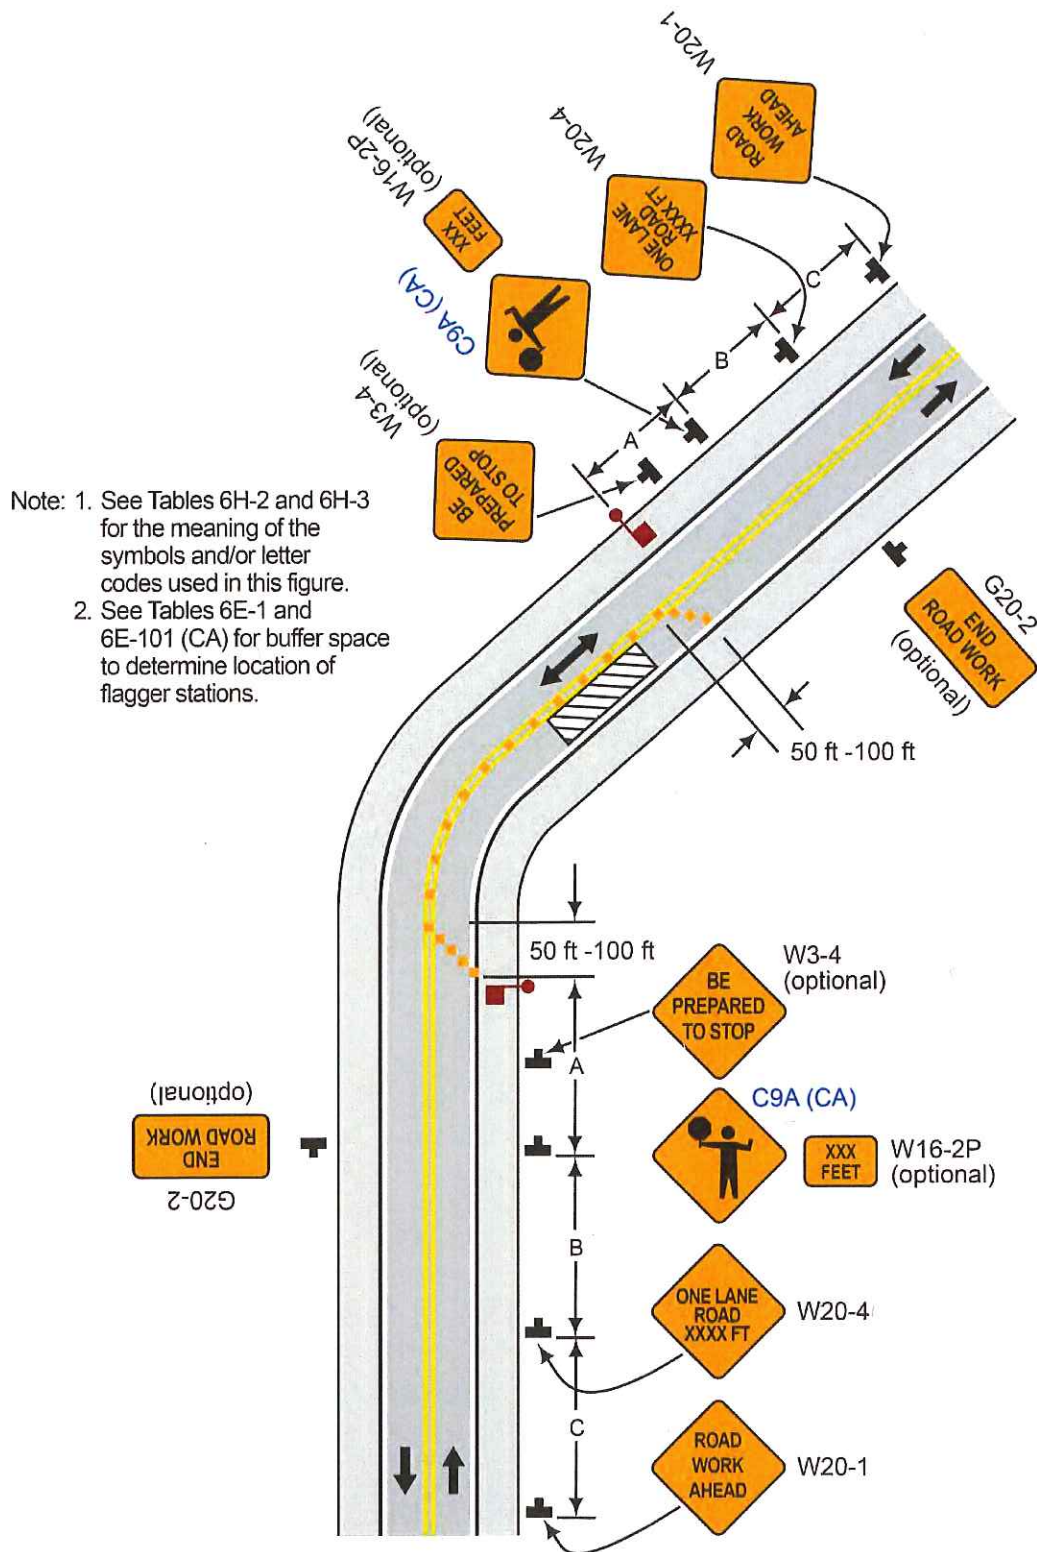 W20-1
ROAD
WORK
AHEAD
W20-4
ONE LANE
ROAD
XXXX FT
W16-2P
(optional)
XXX
FEET
C9A (CA)
W3-4
(optional)
BE
PREPARED
TO STOP
C
B
A
Note: 1. See Tables 6H-2 and 6H-3
for the meaning of the
symbols and/or letter
codes used in this figure.
2. See Tables 6E-1 and
6E-101 (CA) for buffer space
to determine location of
flagger stations.
G20-2
END
ROAD WORK
(optional)
50 ft -100 ft
50 ft -100 ft
W3-4
(optional)
BE
PREPARED
TO STOP
A
C9A (CA)
XXX
FEET
W16-2P
(optional)
G20-2
END
ROAD WORK
(optional)
B
ONE LANE
ROAD
XXXX FT
W20-4
C
ROAD
WORK
AHEAD
W20-1